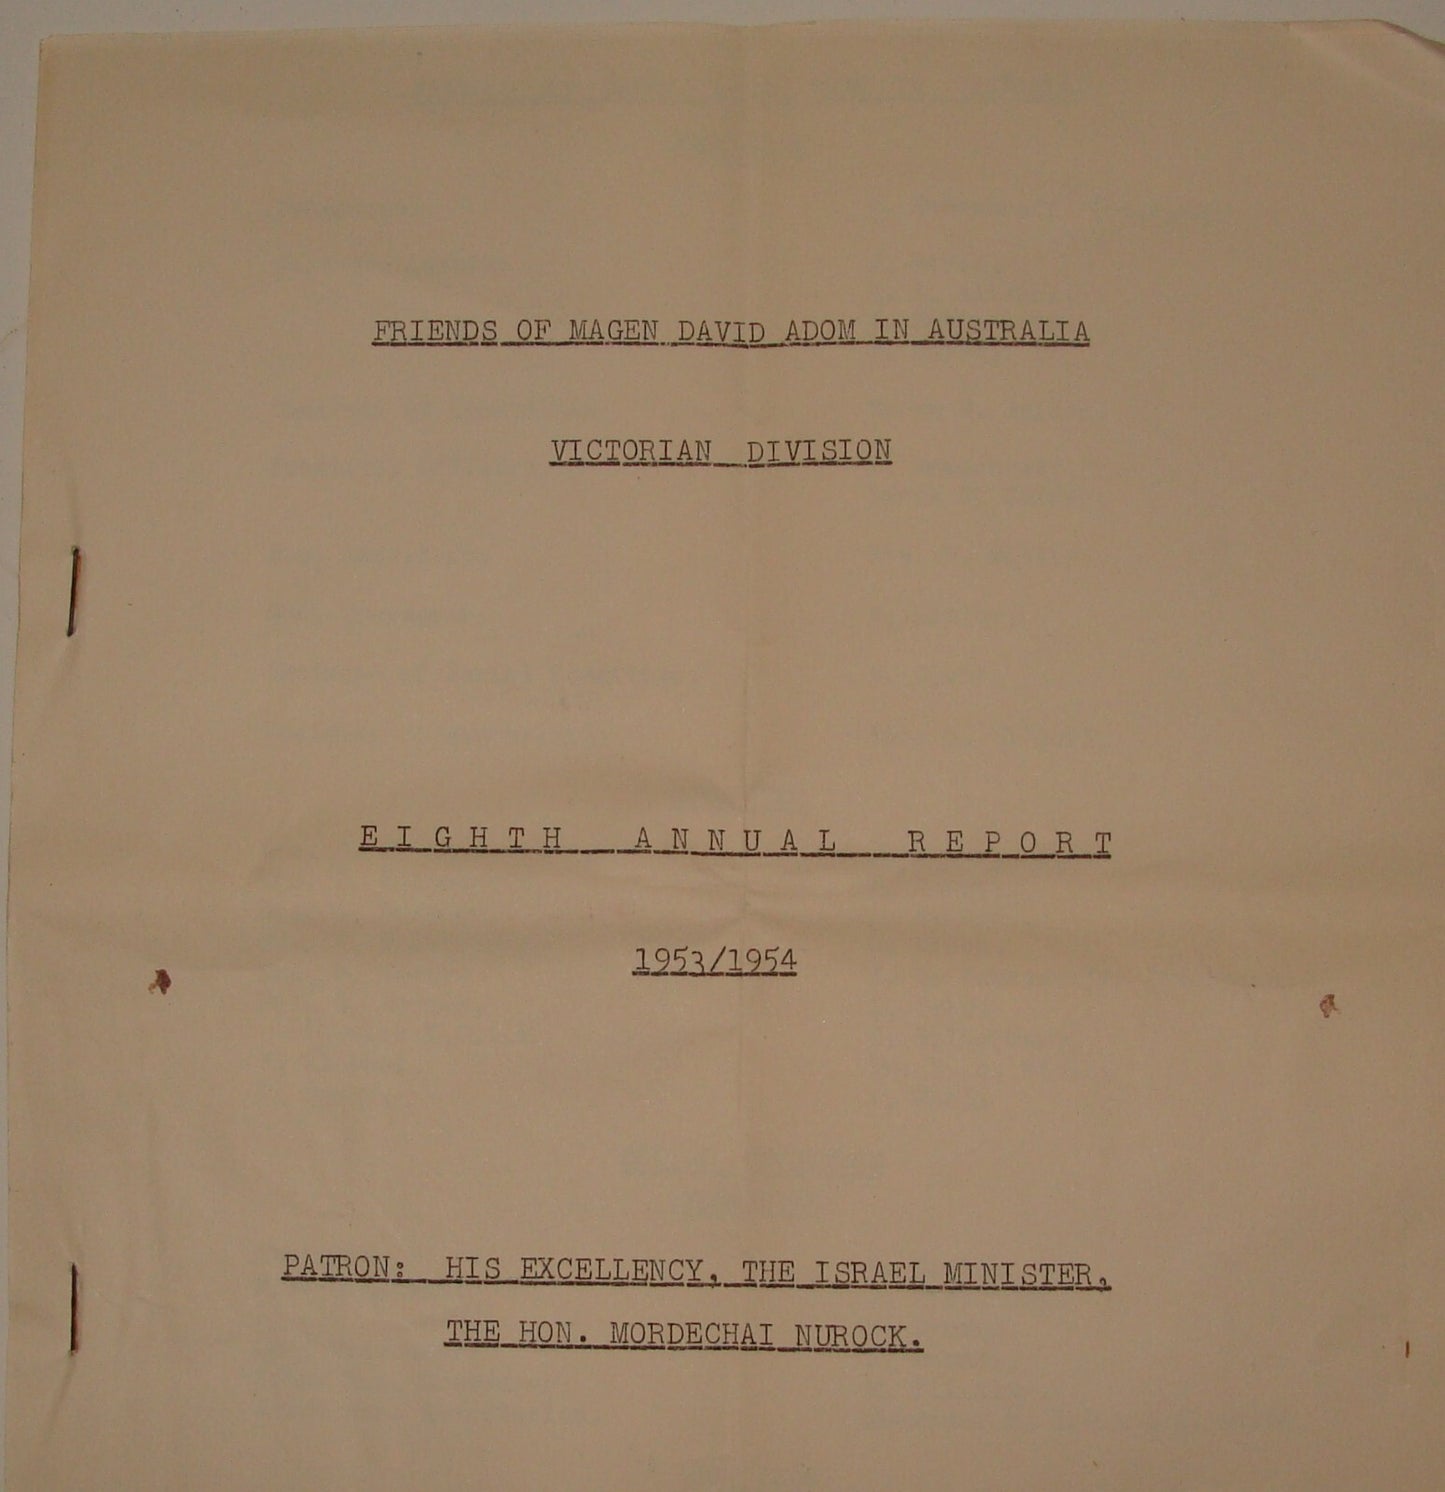 FRIENDS OF MAGEN DAVID ADOM IN AUSTRALIA
VICTORIAN DIVISION
EIGHTH ANNUAL REPORT
1953/1954
PATRON: HIS EXCELLENCY, THE ISRAEL MINISTER,
THE HON. MORDECHAI NUROCK.